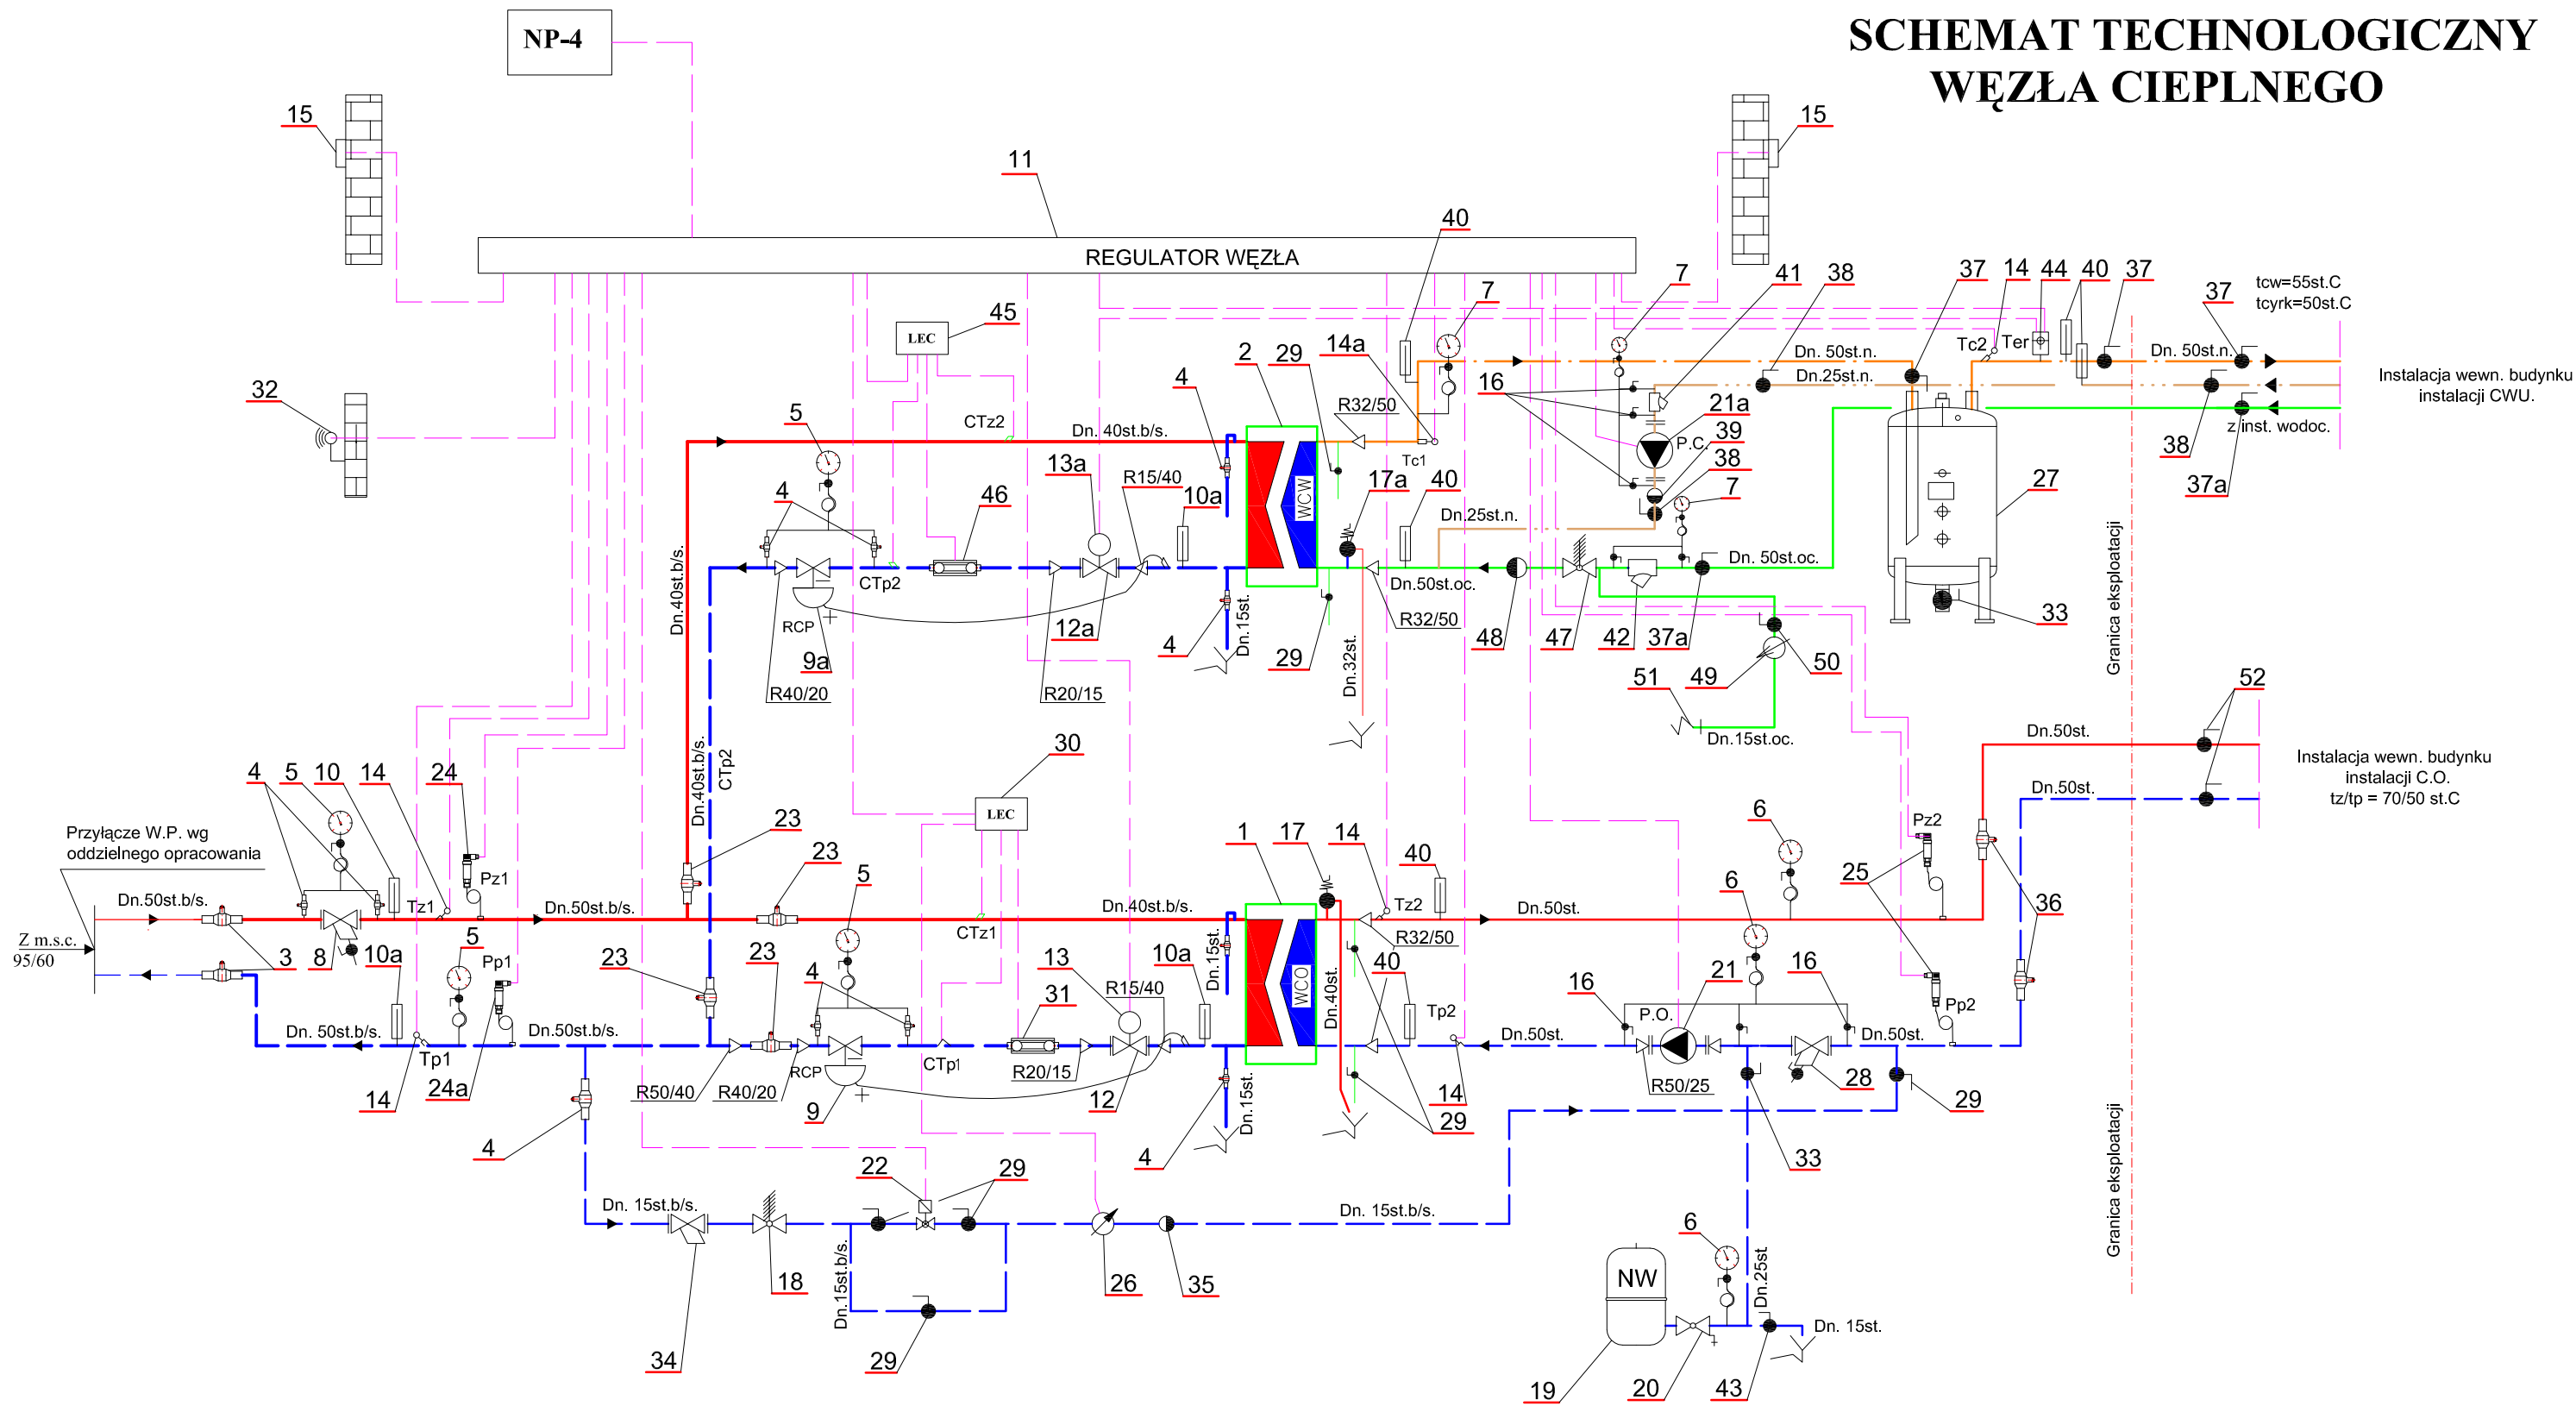 SCHEMAT TECHNOLOGICZNY
WĘZŁA CIEPLNEGO
NP-4
15
15
11
REGULATOR WĘZŁA
40
7
7
41
38
37
14
44
40
37
37
tcw=55st.C
tcyrk=50st.C
45
LEC
2
29
14a
4
32
5
CTz2
Dn. 40st.b/s.
R32/50
16
21a
P.C.
39
38
Dn. 50st.n.
Dn.25st.n.
Tc2
Ter
Dn. 50st.n.
Instalacja wewn. budynku
instalacji CWU.
z inst. wodoc.
38
37a
Tc1
13a
R15/40
10a
46
4
WCW
17a
40
7
Dn.25st.n.
27
Dn.40st.b/s.
CTp2
Dn.50st.oc.
Dn. 50st.oc.
RCP
9a
12a
4
Dn.15st.
29
R32/50
48
47
42
37a
33
R40/20
R20/15
Dn.32st.
50
49
51
Dn.15st.oc.
Granica eksploatacji
52
Dn.50st.
Dn.50st.
Instalacja wewn. budynku
instalacji C.O.
tz/tp = 70/50 st.C
Dn.40st.b/s.
CTp2
30
LEC
4
5
10
14
24
Przyłącze W.P. wg
oddzielnego opracowania
Pz1
23
23
5
1
17
14
40
6
6
Pz2
25
36
Dn.50st.b/s.
Tz1
Dn.50st.b/s.
Dn.40st.b/s.
Tz2
Dn.50st.
Z m.s.c.
95/60
3
8
10a
5
Pp1
23
23
CTz1
13
10a
Dn.15st.
WCO
R32/50
40
Dn.40st.
16
21
16
4
31
R15/40
Tp2
P.O.
Pp2
Dn. 50st.b/s.
Tp1
Dn.50st.b/s.
Dn.50st.
Dn.50st.
14
24a
R50/40
R40/20
RCP
CTp1
R20/15
9
12
Dn.15st.
14
29
R50/25
28
29
4
4
33
Granica eksploatacji
22
29
Dn. 15st.b/s.
Dn. 15st.b/s.
18
Dn.15st.b/s.
26
35
34
29
NW
6
Dn.25st
Dn. 15st.
19
20
43